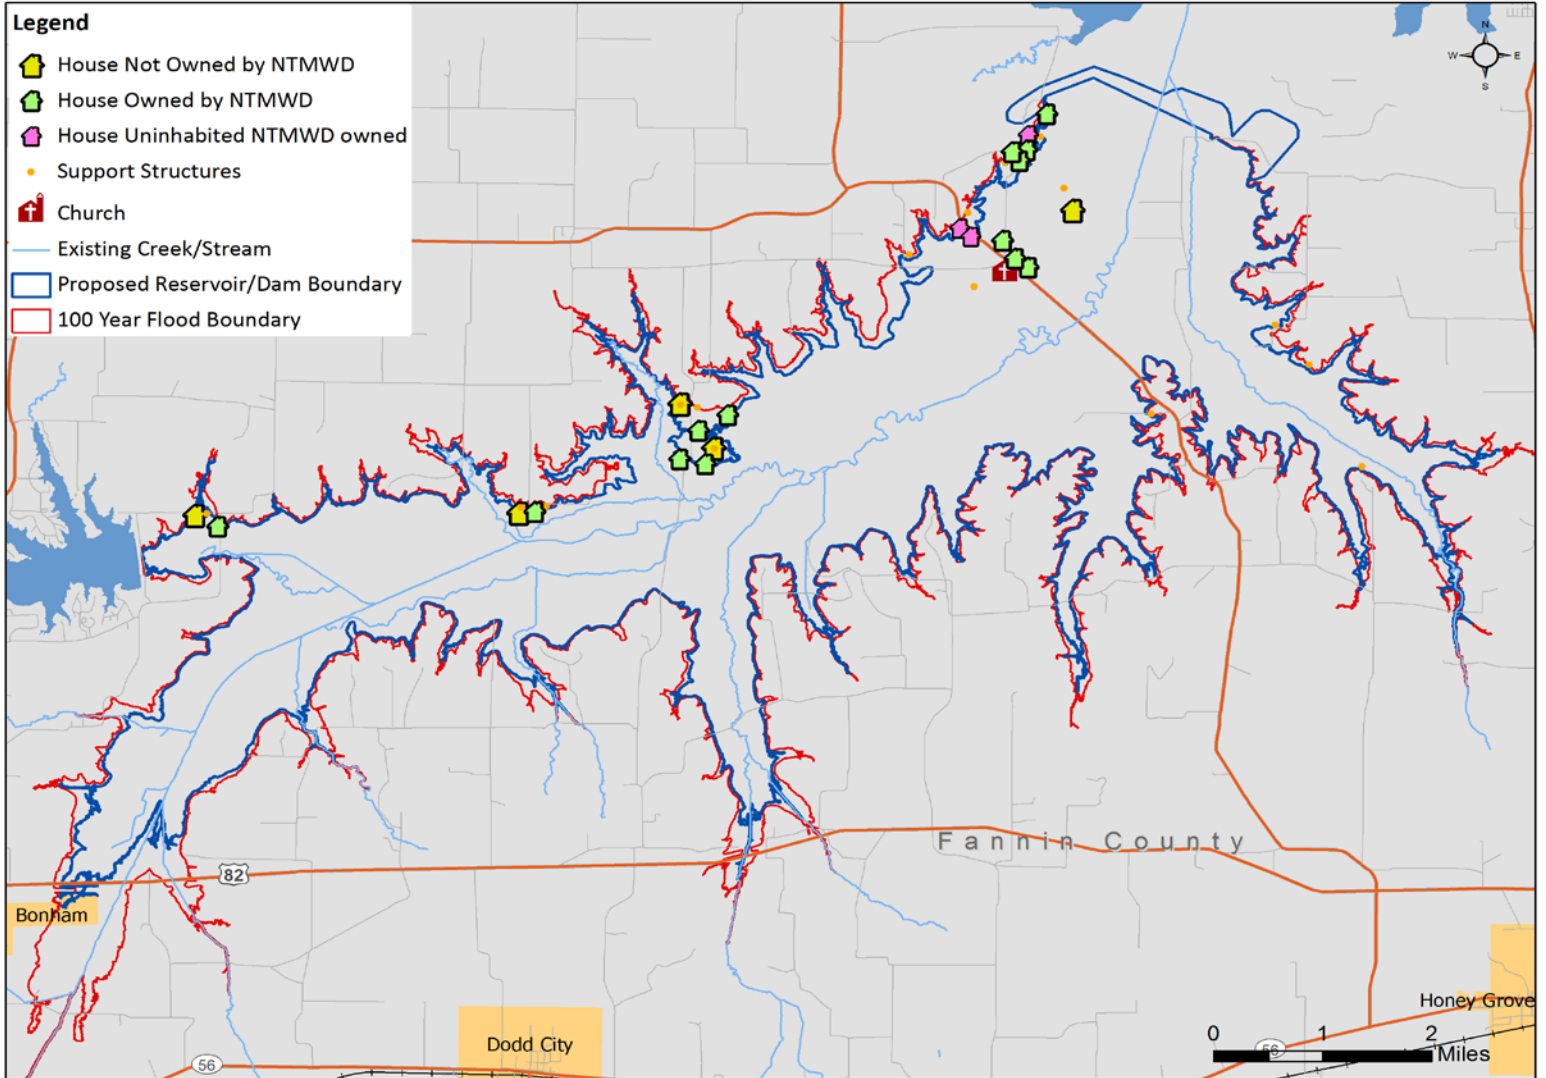 Legend
House Not Owned by NTMWD
House Owned by NTMWD
House Uninhabited NTMWD owned
Support Structures
Church
Existing Creek/Stream
Proposed Reservoir/Dam Boundary
100 Year Flood Boundary
N
W E
S
Fannin County
82
Bonham
Honey Grove
Dodd City
0 1 2
Miles
56
56